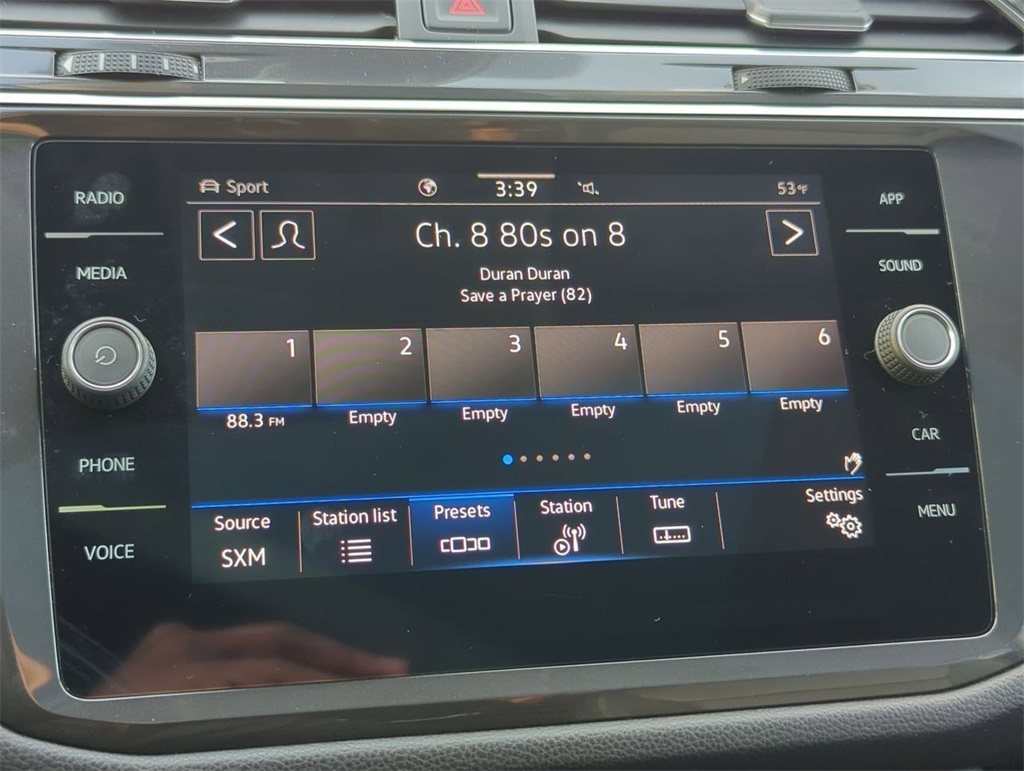 RADIO
MEDIA
PHONE
VOICE
Sport
3:39
53°F
Ch. 8 80s on 8
Duran Duran
Save a Prayer (82)
1 2 3 4 5 6
88.3 FM Empty Empty Empty Empty Empty
Source Station list Presets Station Tune Settings
SXM
APP
SOUND
CAR
MENU